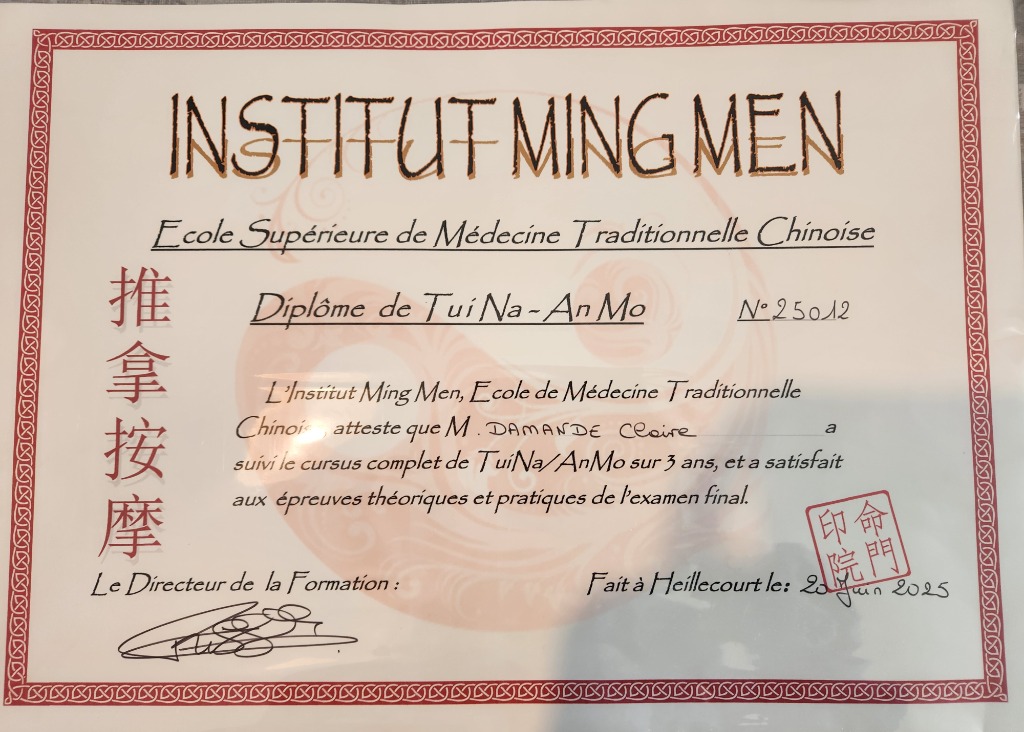 INSTITUT MING MEN
Ecole Supérieure de Médecine Traditionnelle Chinoise
推拿按摩
Diplôme de Tui Na - An Mo
N° 25012
L'Institut Ming Men, Ecole de Médecine Traditionnelle
Chinoise, atteste que M. DAMANDE Claire a
suivi le cursus complet de TuiNa/AnMo sur 3 ans, et a satisfait
aux épreuves théoriques et pratiques de l'examen final.
命門
印院
Le Directeur de la Formation :
Fait à Heillecourt le: 20 Juin 2025